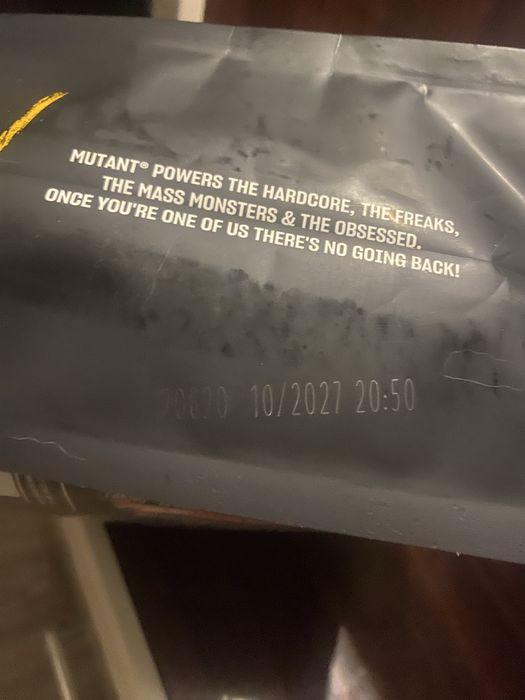 MUTANT® POWERS THE HARDCORE, THE FREAKS,
THE MASS MONSTERS & THE OBSESSED.
ONCE YOU'RE ONE OF US THERE'S NO GOING BACK!
10/2027 20:50